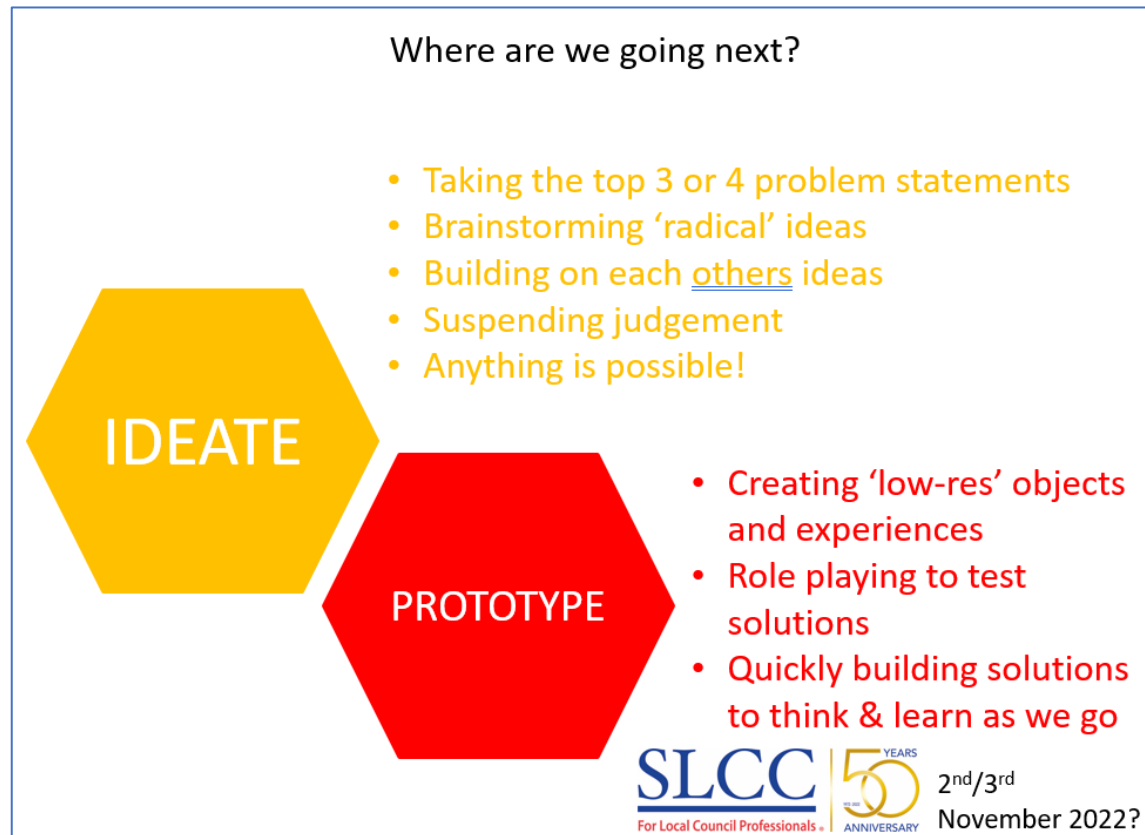 Where are we going next?
• Taking the top 3 or 4 problem statements
• Brainstorming ‘radical’ ideas
• Building on each others ideas
• Suspending judgement
• Anything is possible!
IDEATE
PROTOTYPE
• Creating ‘low-res’ objects
and experiences
• Role playing to test
solutions
• Quickly building solutions
to think & learn as we go
SLCC
For Local Council Professionals
50
YEARS
ANNIVERSARY
2nd/3rd
November 2022?